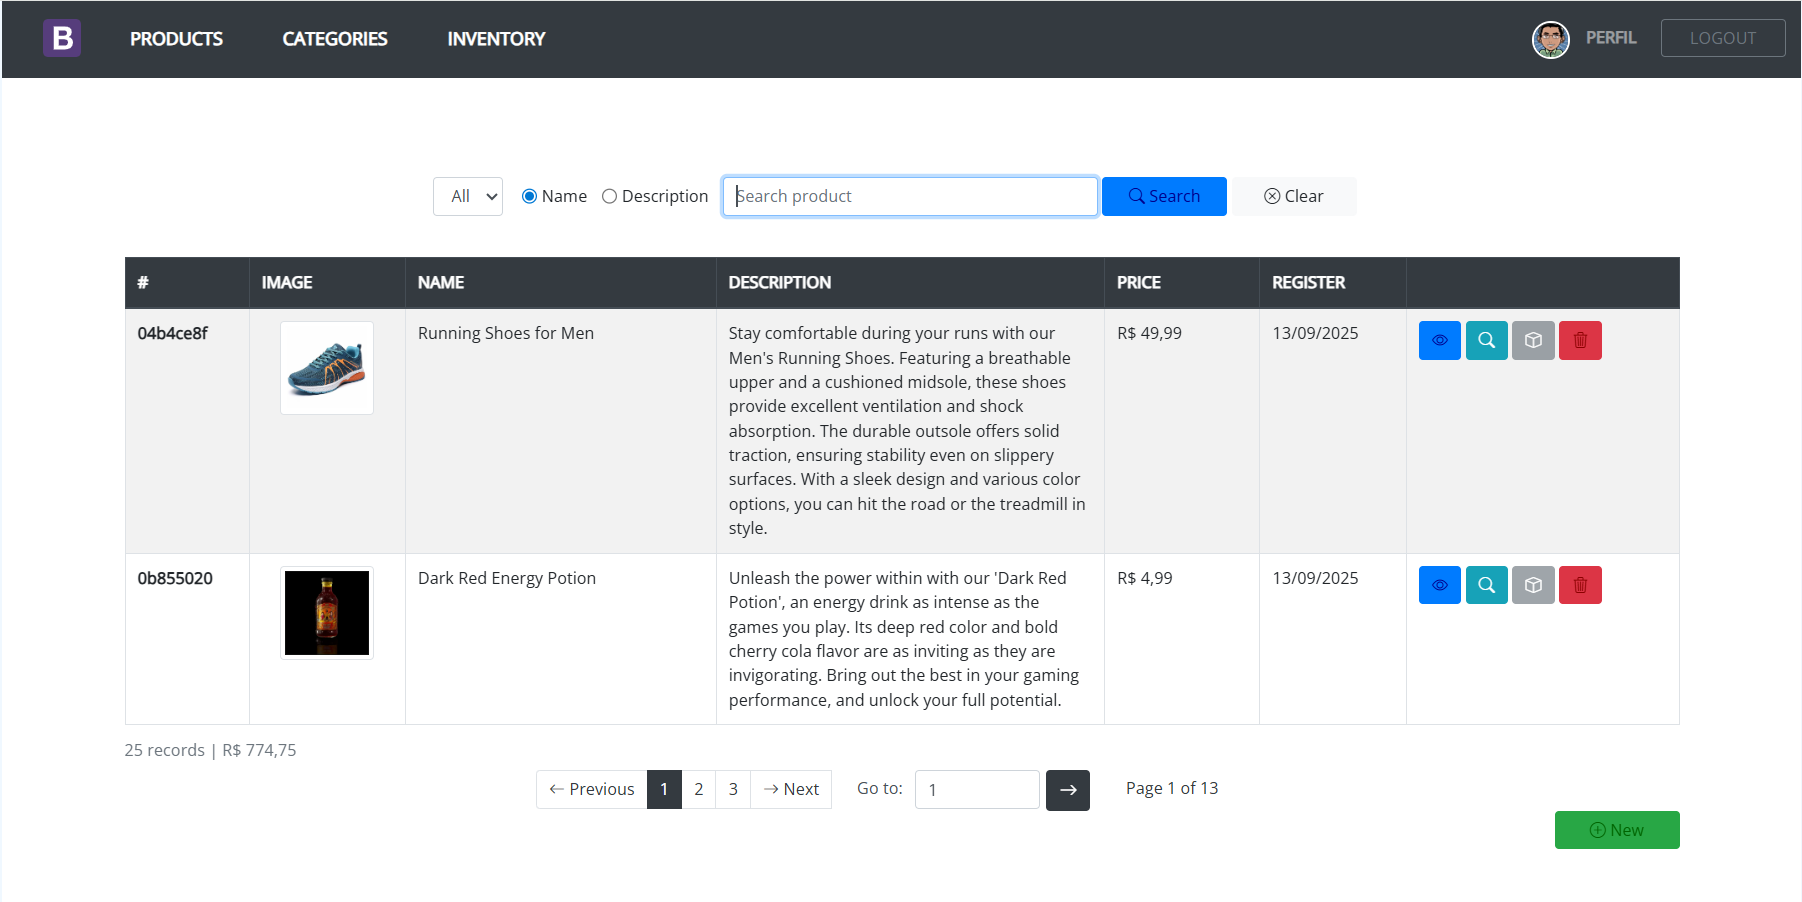 B PRODUCTS CATEGORIES INVENTORY PERFIL LOGOUT
All Name Description Search product Search Clear
# IMAGE NAME DESCRIPTION PRICE REGISTER
04b4ce8f Running Shoes for Men Stay comfortable during your runs with our R$ 49,99 13/09/2025
Men's Running Shoes. Featuring a breathable
upper and a cushioned midsole, these shoes
provide excellent ventilation and shock
absorption. The durable outsole offers solid
traction, ensuring stability even on slippery
surfaces. With a sleek design and various color
options, you can hit the road or the treadmill in
style.
0b855020 Dark Red Energy Potion Unleash the power within with our 'Dark Red R$ 4,99 13/09/2025
Potion', an energy drink as intense as the
games you play. Its deep red color and bold
cherry cola flavor are as inviting as they are
invigorating. Bring out the best in your gaming
performance, and unlock your full potential.
25 records | R$ 774,75
← Previous 1 2 3 → Next Go to: 1 → Page 1 of 13
New